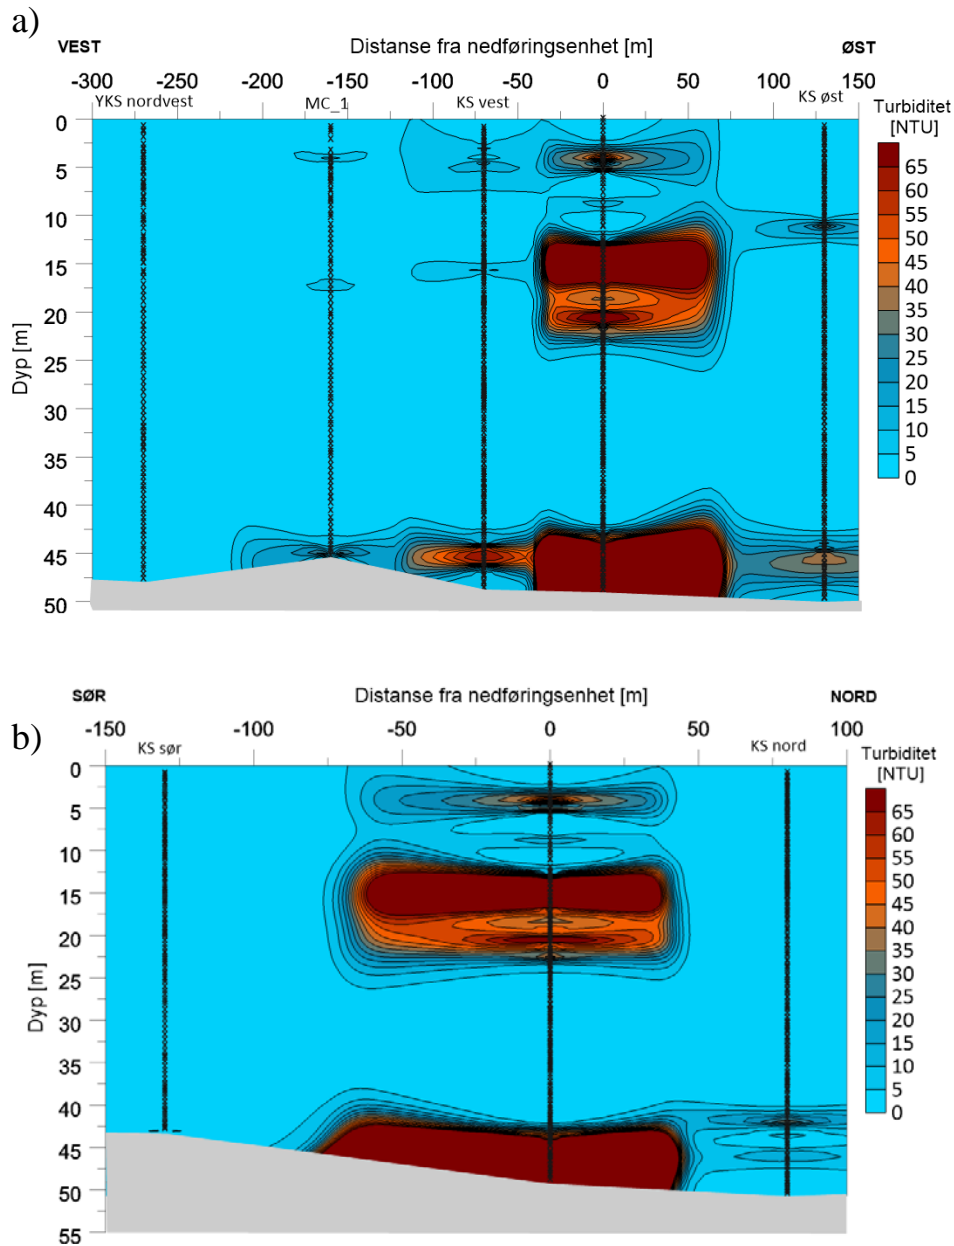 a)
VEST
Distanse fra nedføringsenhet [m]
ØST
-300 -250 -200 -150 -100 -50 0 50 100 150
YKS nordvest MC_1 KS vest KS øst
Turbiditet
[NTU]
Dyp [m]
0
5
10
15
20
25
30
35
40
45
50
65
60
55
50
45
40
35
30
25
20
15
10
5
0
b)
SØR
Distanse fra nedføringsenhet [m]
NORD
-150 -100 -50 0 50 100
KS sør KS nord
Turbiditet
[NTU]
Dyp [m]
0
5
10
15
20
25
30
35
40
45
50
55
65
60
55
50
45
40
35
30
25
20
15
10
5
0